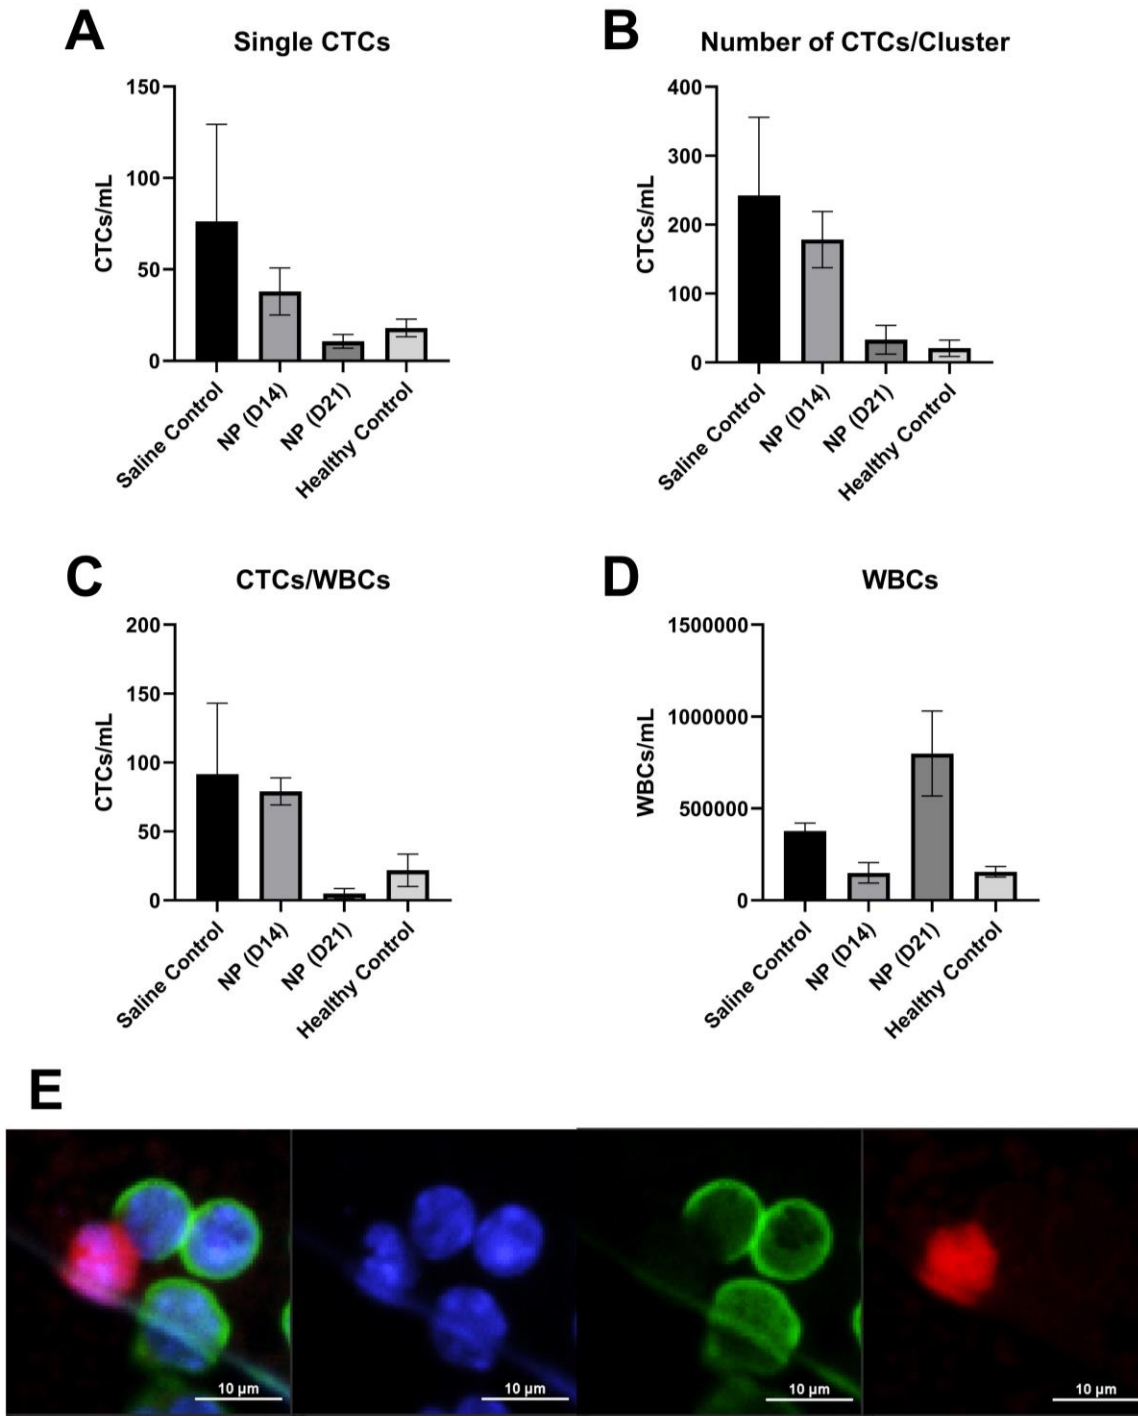 A
Single CTCs
CTCs/mL
150
100
50
0
Saline Control
NP (D14)
NP (D21)
Healthy Control
B
Number of CTCs/Cluster
CTCs/mL
400
300
200
100
0
Saline Control
NP (D14)
NP (D21)
Healthy Control
C
CTCs/WBCs
CTCs/mL
200
150
100
50
0
Saline Control
NP (D14)
NP (D21)
Healthy Control
D
WBCs
WBCs/mL
1500000
1000000
500000
0
Saline Control
NP (D14)
NP (D21)
Healthy Control
E
10 µm
10 µm
10 µm
10 µm